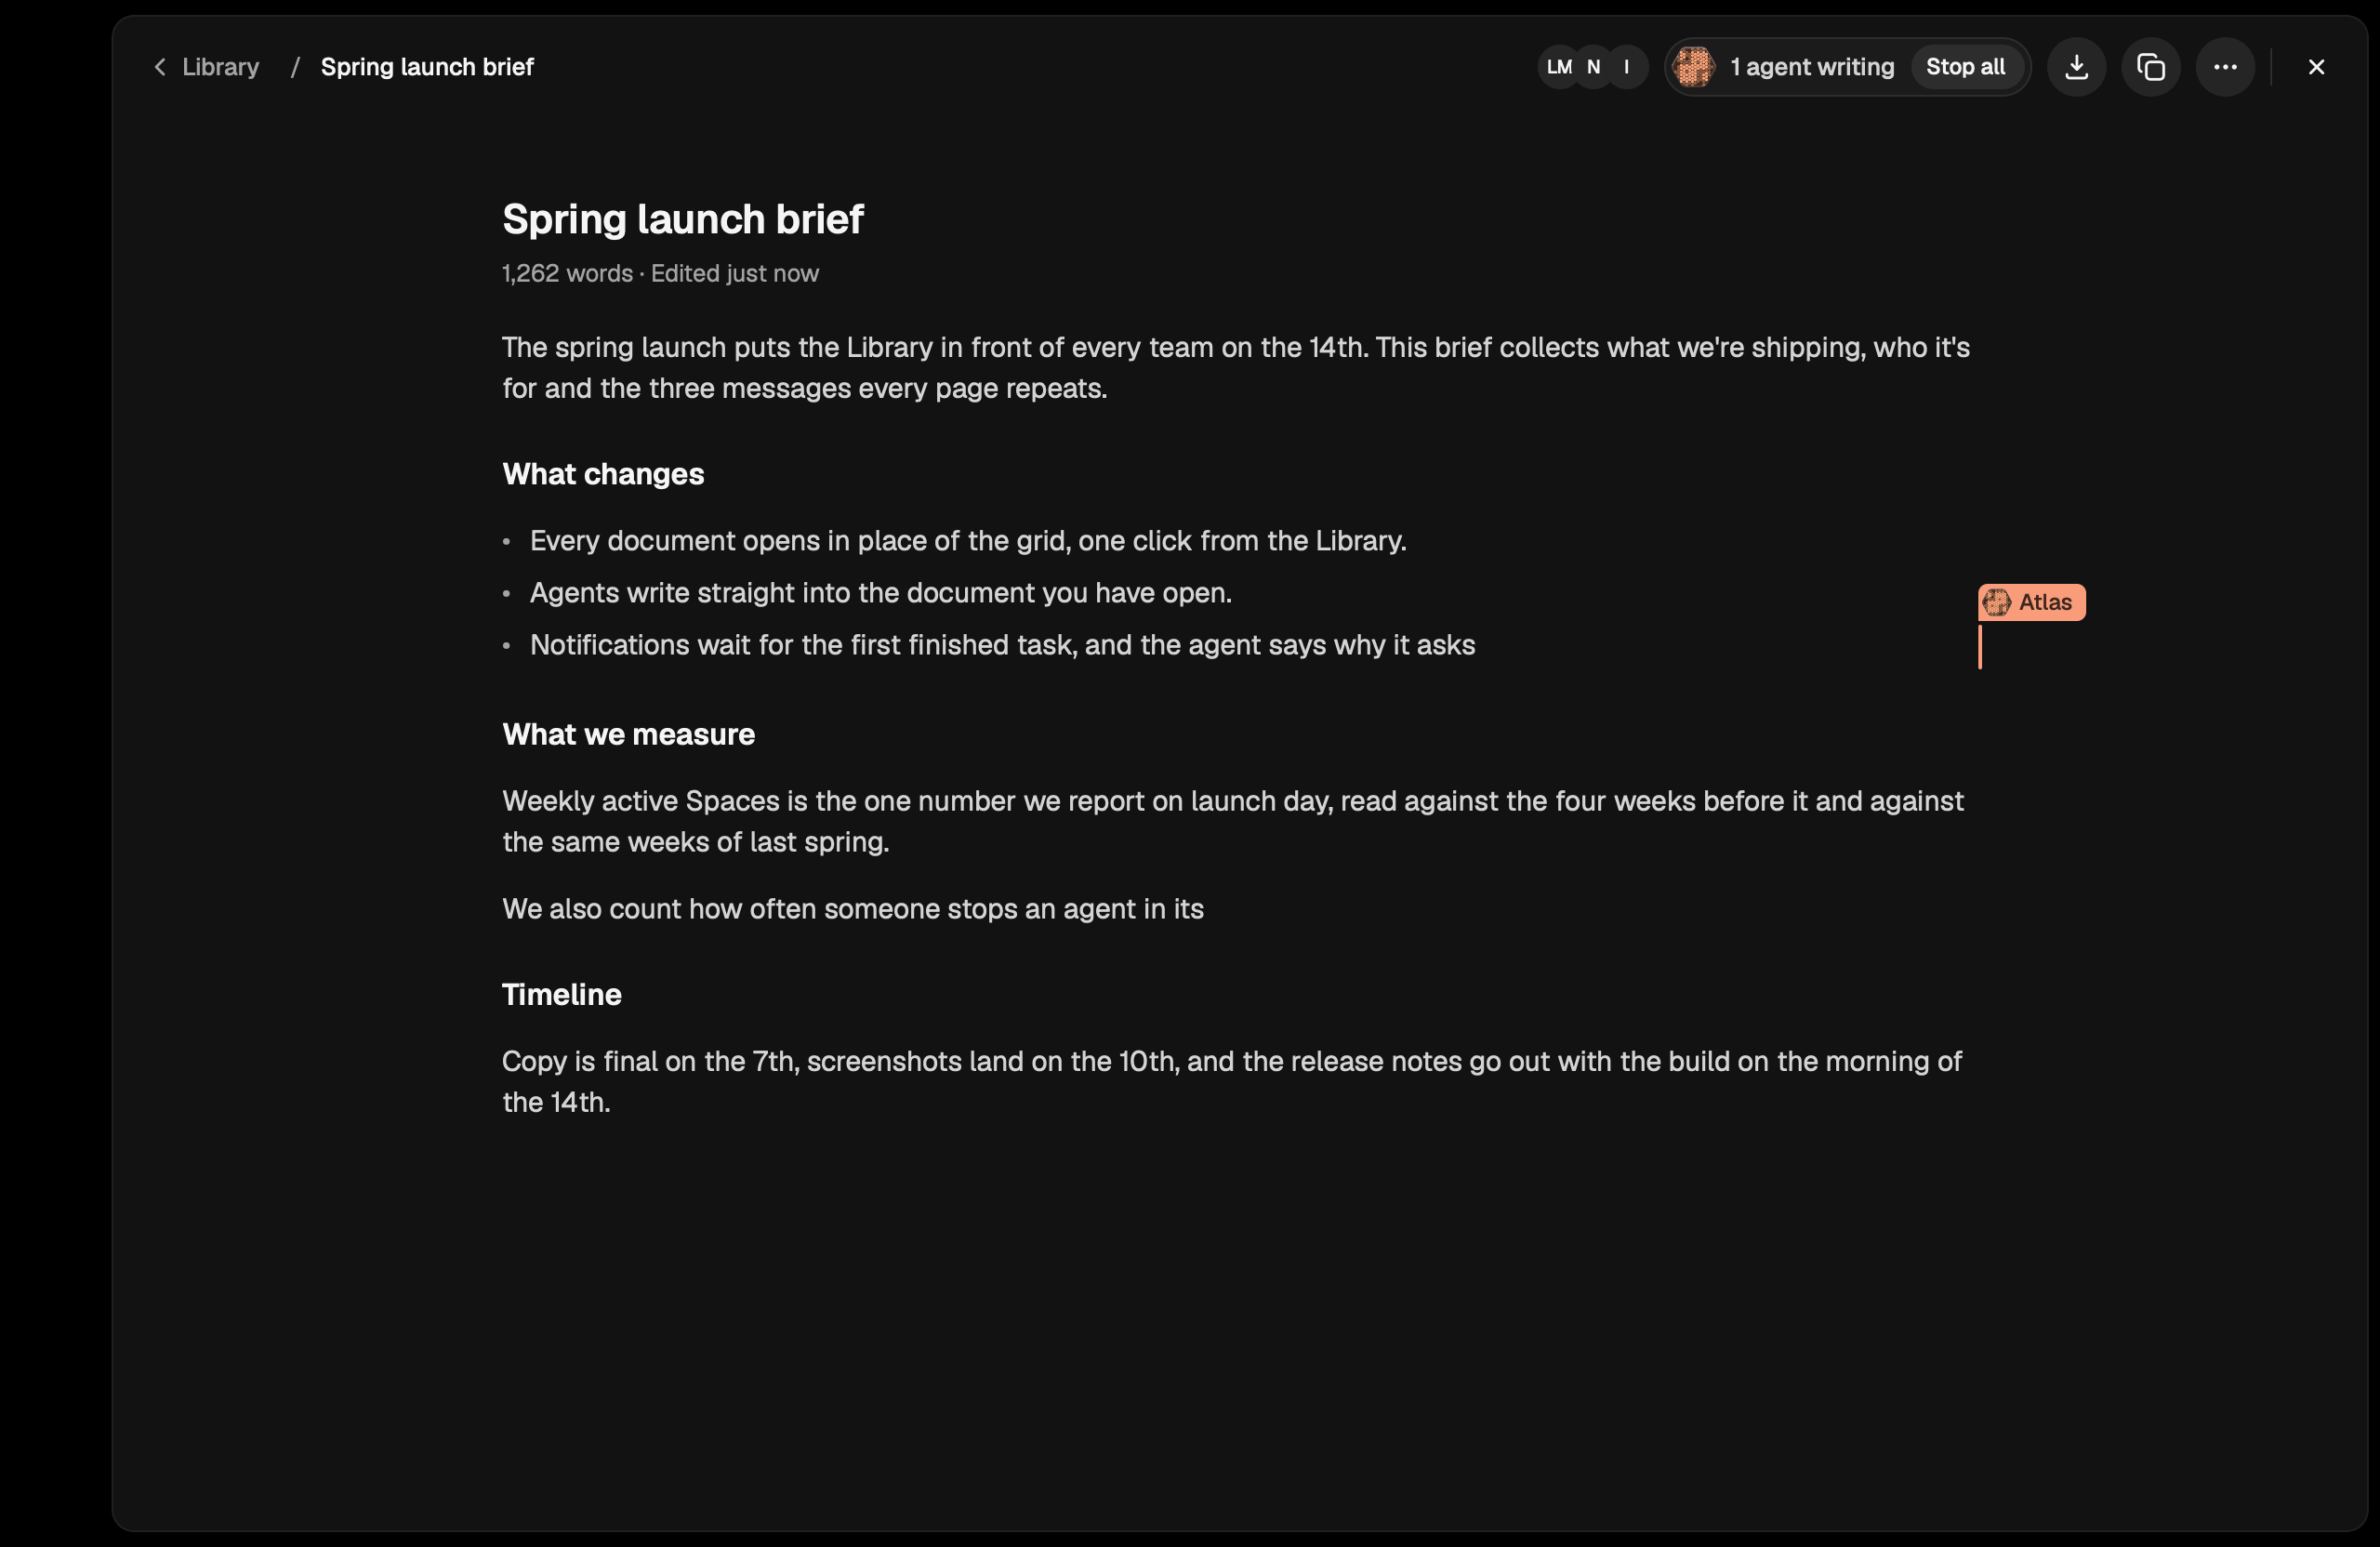 Library / Spring launch brief
LM N I 1 agent writing Stop all
Spring launch brief
1,262 words · Edited just now
The spring launch puts the Library in front of every team on the 14th. This brief collects what we're shipping, who it's
for and the three messages every page repeats.
What changes
• Every document opens in place of the grid, one click from the Library.
• Agents write straight into the document you have open.
Atlas
• Notifications wait for the first finished task, and the agent says why it asks
What we measure
Weekly active Spaces is the one number we report on launch day, read against the four weeks before it and against
the same weeks of last spring.
We also count how often someone stops an agent in its
Timeline
Copy is final on the 7th, screenshots land on the 10th, and the release notes go out with the build on the morning of
the 14th.